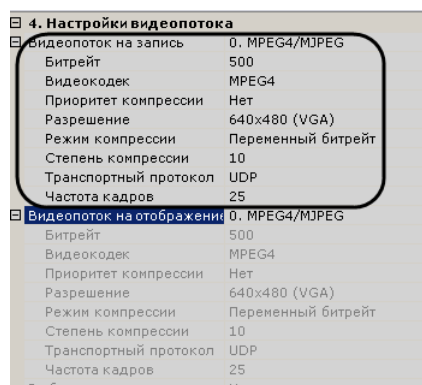 4. Настройки видеопотока
Видеопоток на запись 0. MPEG4/MJPEG
Битрейт 500
Видеокодек MPEG4
Приоритет компрессии Нет
Разрешение 640x480 (VGA)
Режим компрессии Переменный битрейт
Степень компрессии 10
Транспортный протокол UDP
Частота кадров 25
Видеопоток на отображение 0. MPEG4/MJPEG
Битрейт 500
Видеокодек MPEG4
Приоритет компрессии Нет
Разрешение 640x480 (VGA)
Режим компрессии Переменный битрейт
Степень компрессии 10
Транспортный протокол UDP
Частота кадров 25